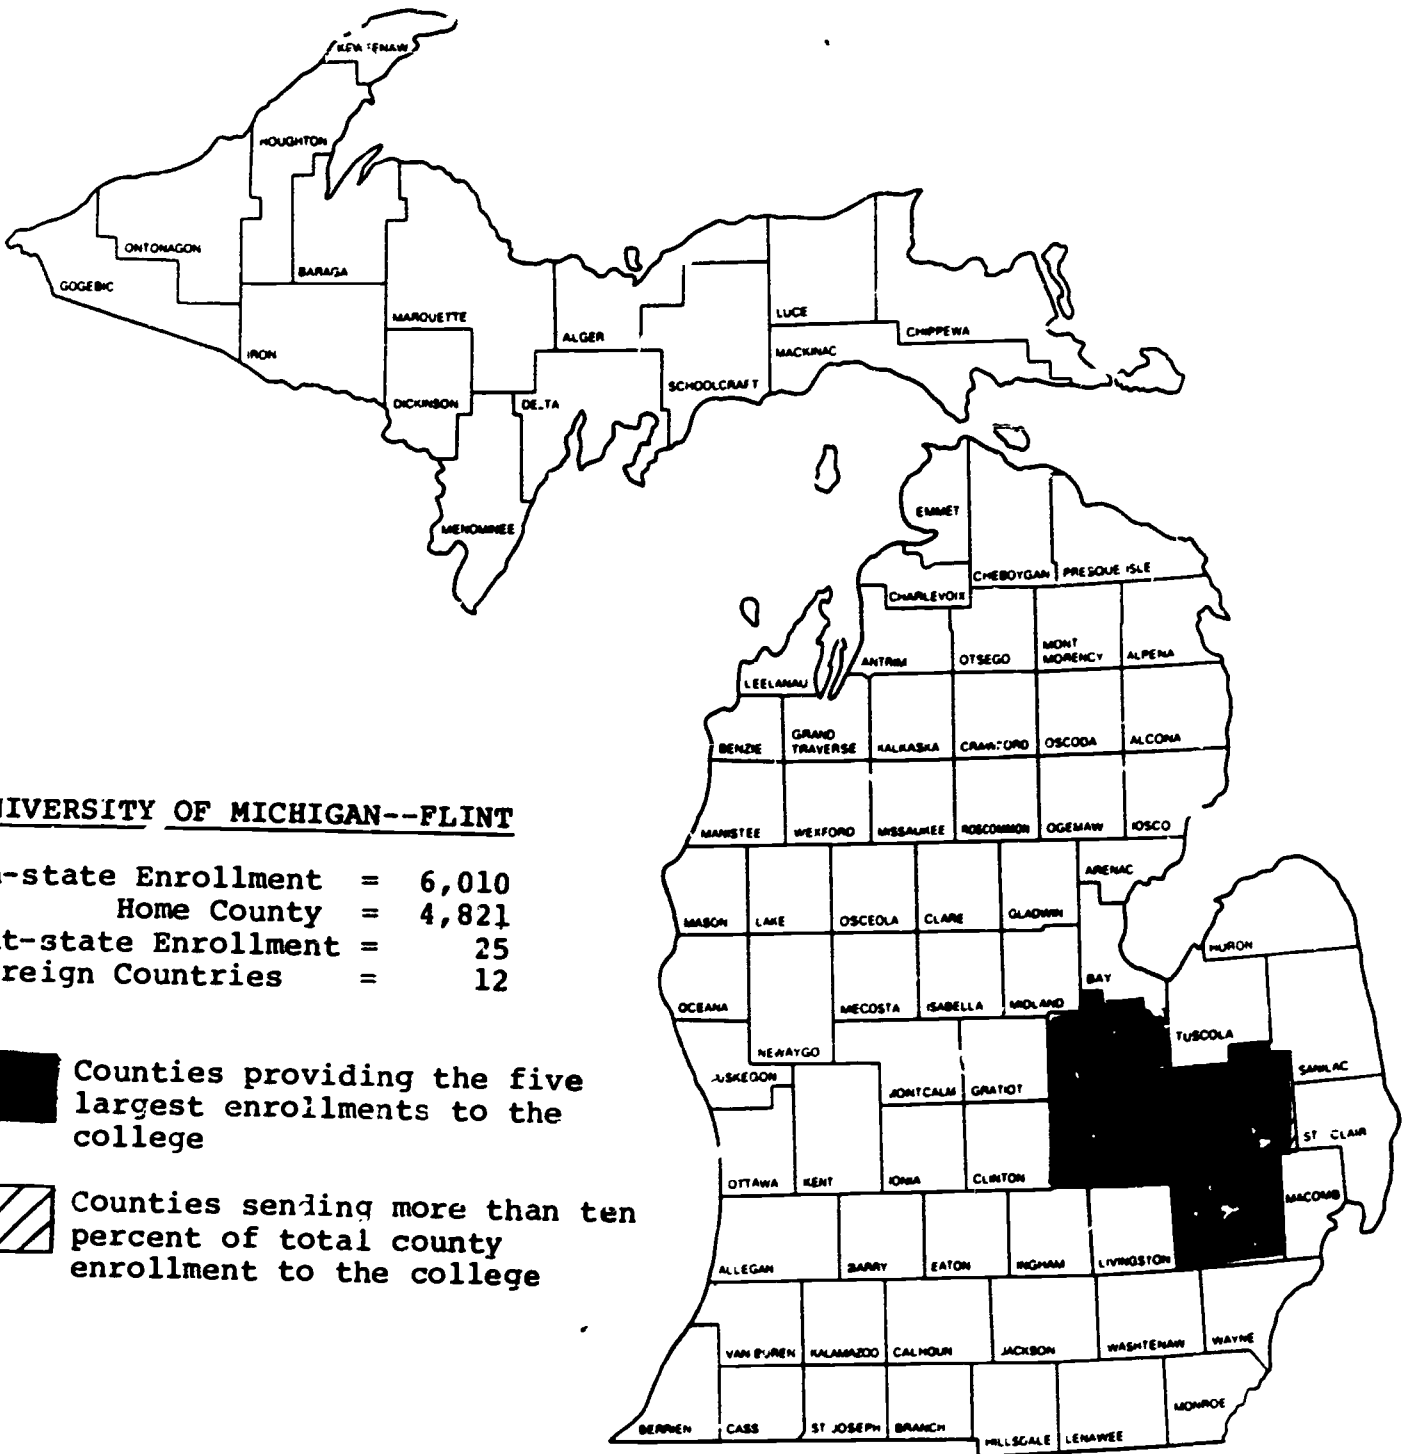 KEWEENAW
HOUGHTON
ONTONAGON
BARAGA
GOGEBIC
MARQUETTE
LUCE
CHIPPEWA
ALGER
IRON
MACKINAC
SCHOOLCRAFT
DICKINSON
DELTA
EMMET
MENOMINEE
CHEBOYGAN
PRESQUE ISLE
CHARLEVOIX
MONT
MORENCY
ANTRIM
OTSEGO
ALPENA
LEELANAU
GRAND
TRAVERSE
BENZIE
KALKASKA
CRAWFORD
OSCODA
ALCONA
NIVERSITY OF MICHIGAN--FLINT
MANISTEE
WEXFORD
MISSAUKEE
ROSCOMMON
OGEMAW
IOSCO
-state Enrollment = 6,010
Home County = 4,821
t-state Enrollment = 25
reign Countries = 12
ARENAC
MASON
LAKE
OSCEOLA
CLARE
GLADWIN
HURON
BAY
OCEANA
MECOSTA
ISABELLA
MIDLAND
TUSCOLA
NEWAYGO
USKEGON
MONTCALM
GRATIOT
SANILAC
Counties providing the five
largest enrollments to the
college
ST CLAIR
OTTAWA
KENT
IONIA
CLINTON
MACOMB
Counties sending more than ten
percent of total county
enrollment to the college
ALLEGAN
BARRY
EATON
INGHAM
LIVINGSTON
VAN BUREN
KALAMAZOO
CALHOUN
JACKSON
WASHTENAW
WAYNE
BERRIEN
CASS
ST JOSEPH
BRANCH
HILLSDALE
LENAWEE
MONROE